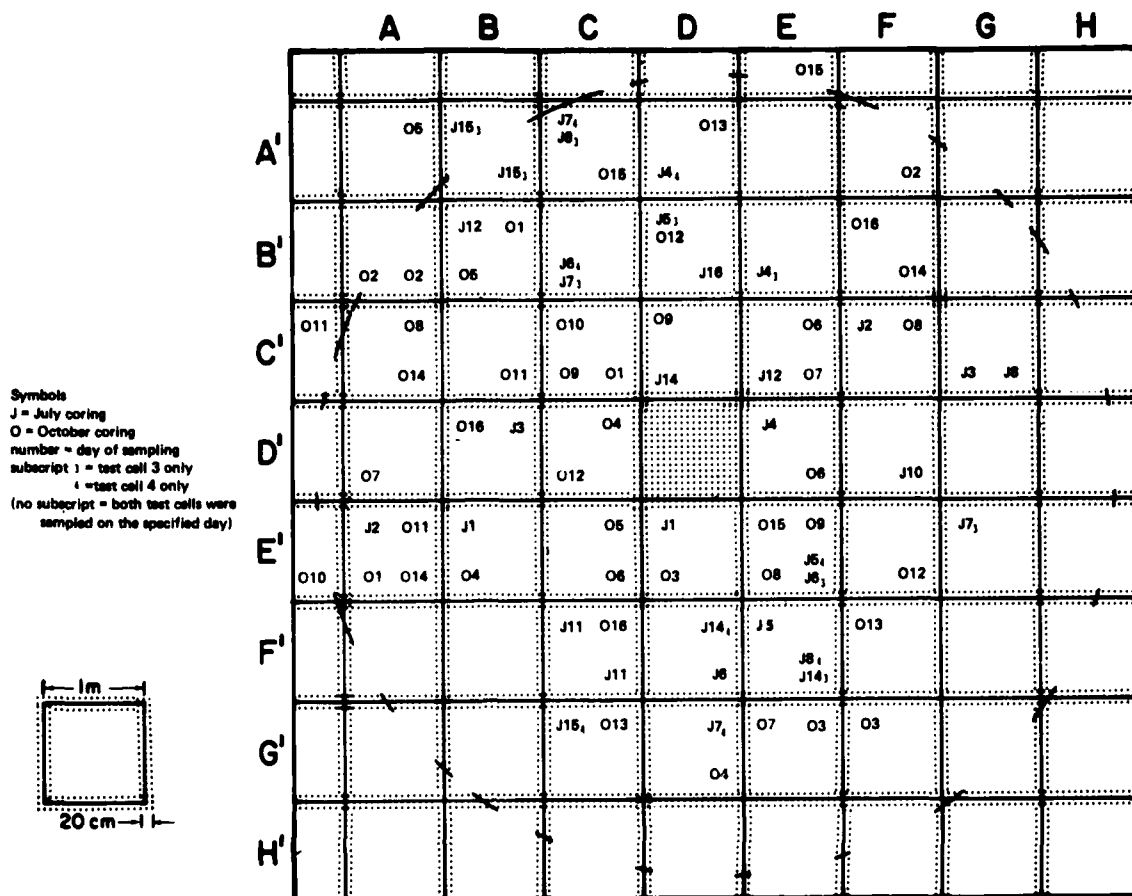 A B C D E F G H
O15
A' O5 J15₃ J7₄ O13
J8₃
J15₃ O15 J4₄ O2
B' J12 O1 J5₃ O16
O12
O2 O2 O5 J6₄ J16 J4₃ O14
J7₃
C' O11 O8 O10 O9 O6 J2 O8
O14 O11 O9 O1 J14 J12 O7 J3 J8
Symbols
J = July coring
O = October coring
number = day of sampling
subscript ₃ = test cell 3 only
₄ =test cell 4 only
(no subscript = both test cells were
sampled on the specified day)
D' O16 J3 O4 J4
O7 O12 O6 J10
E' J2 O11 J1 O5 J1 O15 O9 J7₃
O10 O1 O14 O4 O6 O3 O8 J5₄ O12
J6₃
F' J11 O16 J14₄ J5 O13
J11 J6 J8₄
J14₃
G' J15₄ O13 J7₄ O7 O3 O3
O4
1m
20 cm
H'